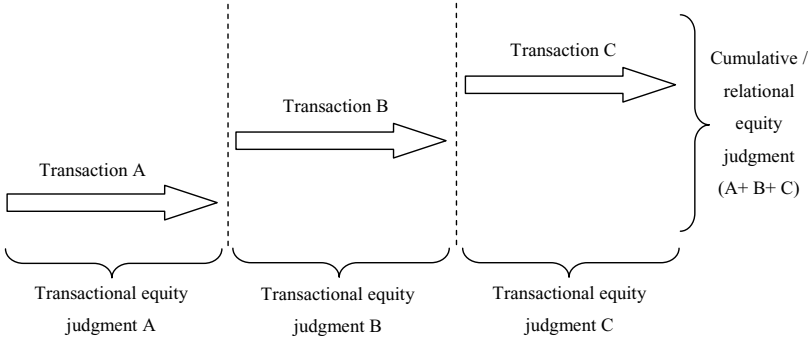 Transaction A
Transaction B
Transaction C
Cumulative /
relational
equity
judgment
(A+ B+ C)
Transactional equity
judgment A
Transactional equity
judgment B
Transactional equity
judgment C